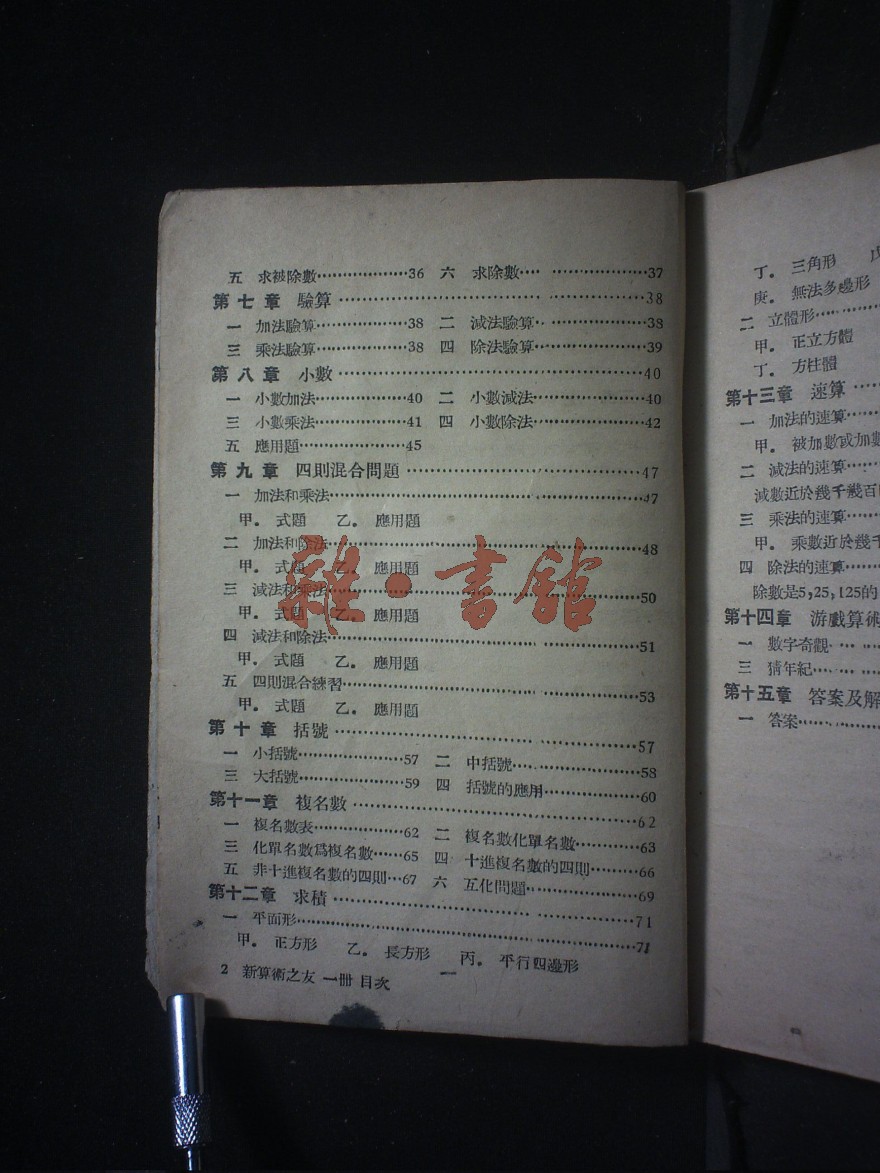 五 求被除數………………36 六 求除數…………………37
第七章 驗算……………………………………38
一 加法驗算………………38 二 減法驗算………………38
三 乘法驗算………………38 四 除法驗算………………39
第八章 小數……………………………………40
一 小數加法………………40 二 小數減法………………40
三 小數乘法………………41 四 小數除法………………42
五 應用題…………………45
第九章 四則混合問題…………………………47
一 加法和乘法……………………………………47
甲. 式題 乙. 應用題
二 加法和除法……………………………………48
甲. 式題 乙. 應用題
三 減法和乘法……………………………………50
甲. 式題 乙. 應用題
四 減法和除法……………………………………51
甲. 式題 乙. 應用題
五 四則混合練習…………………………………53
甲. 式題 乙. 應用題
第十章 括號……………………………………57
一 小括號…………………57 二 中括號…………………58
三 大括號…………………59 四 括號的應用……………60
第十一章 複名數………………………………62
一 複名數表………………62 二 複名數化單名數………63
三 化單名數爲複名數……65 四 十進複名數的四則……66
五 非十進複名數的四則…67 六 互化問題………………69
第十二章 求積…………………………………71
一 平面形…………………………………………71
甲. 正方形 乙. 長方形 丙. 平行四邊形
2 新算術之友 一冊 目次 一
雜·書館
丁. 三角形 戊
庚. 無法多邊形
二 立體形……
甲. 正立方體
丁. 方柱體
第十三章 速算……
一 加法的速算……
甲. 被加數或加數
二 減法的速算……
減數近於幾千幾百
三 乘法的速算……
甲. 乘數近於幾千
四 除法的速算……
除數是5,25,125的
第十四章 游戲算術
一 數字奇觀……
三 猜年紀……
第十五章 答案及解
一 答案……